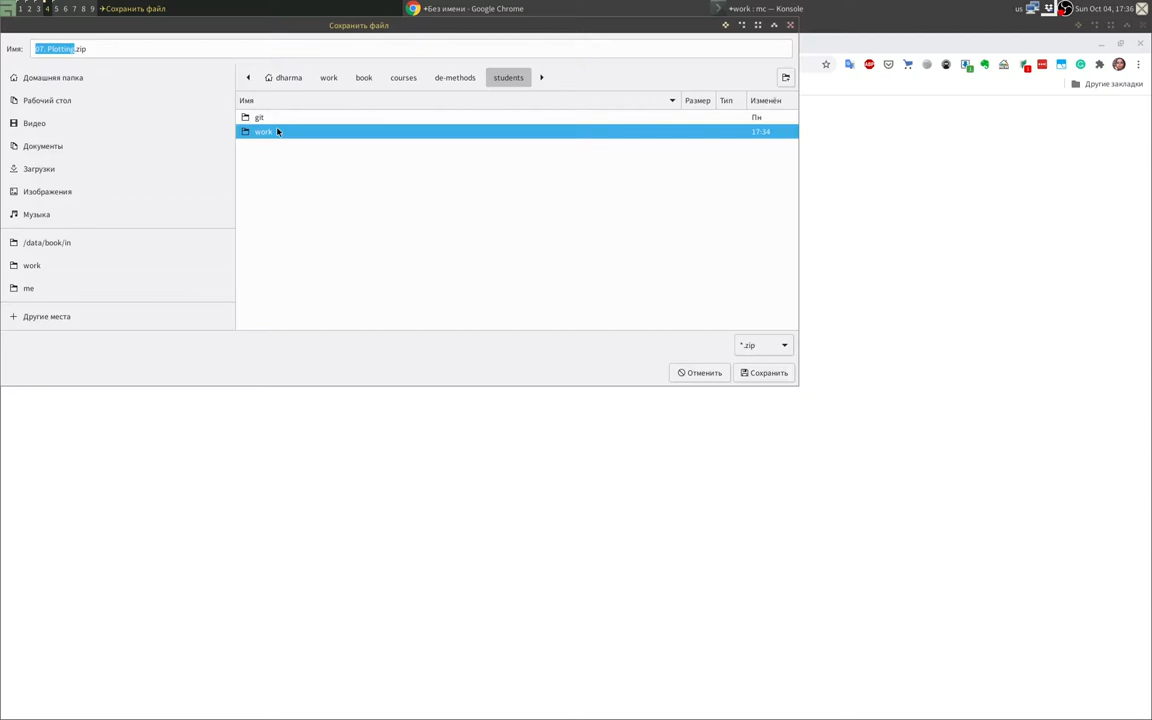 1 2 3 4 5 6 7 8 9 Сохранить файл +Без имени - Google Chrome +work : mc — Konsole us Sun Oct 04, 17:36
Сохранить файл
Имя: 07. Plotting.zip
Домашняя папка
Рабочий стол
Видео
Документы
Загрузки
Изображения
Музыка
/data/book/in
work
me
Другие места
dharma work book courses de-methods students
Имя Размер Тип Изменён
git Пн
work 17:34
*.zip
Отменить Сохранить
Другие закладки